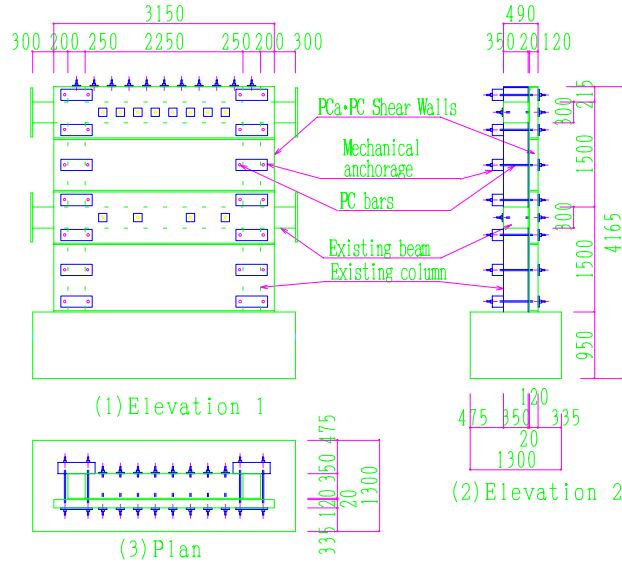 3150
300 200 250 2250 250 200 300
490
350 20 120
PCa・PC Shear Walls
Mechanical
anchorage
PC bars
Existing beam
Existing column
215
300
1500
300
1500
4165
950
120
475 350 335
20
1300
(1)Elevation 1
(2)Elevation 2
475
350
20
120
1300
335
(3)Plan